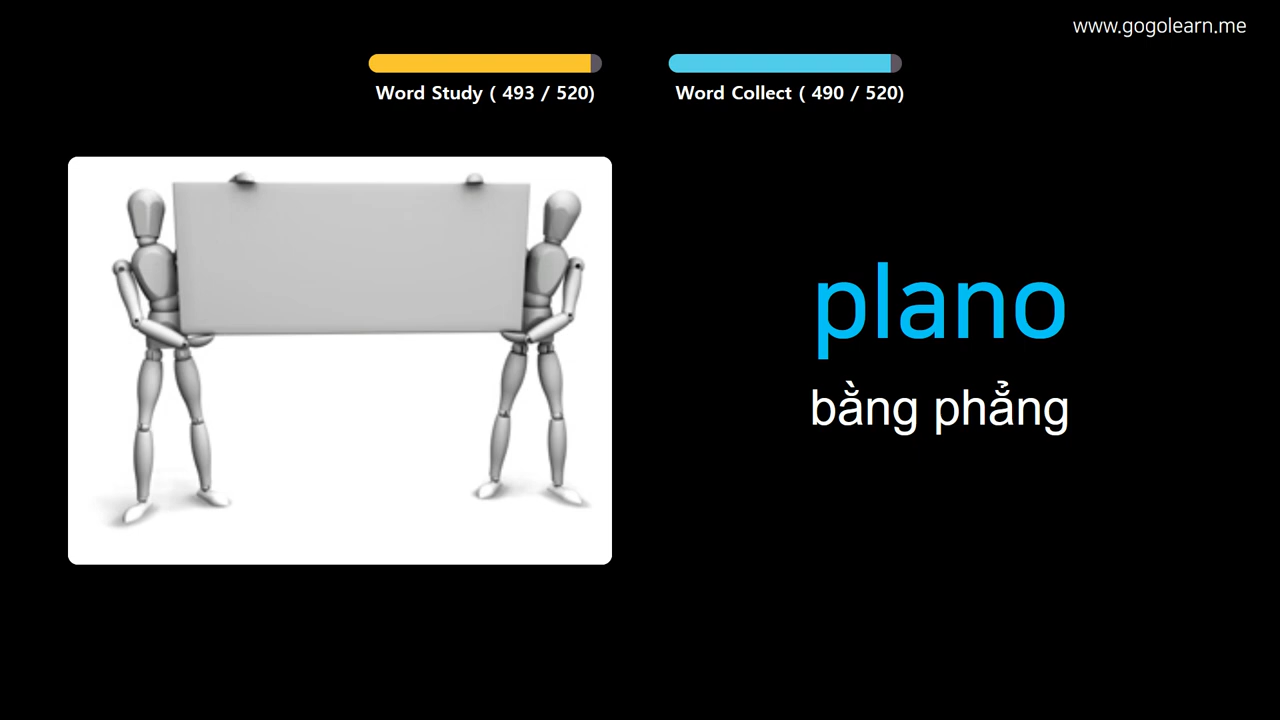 www.gogolearn.me
Word Study ( 493 / 520)
Word Collect ( 490 / 520)
plano
bằng phẳng